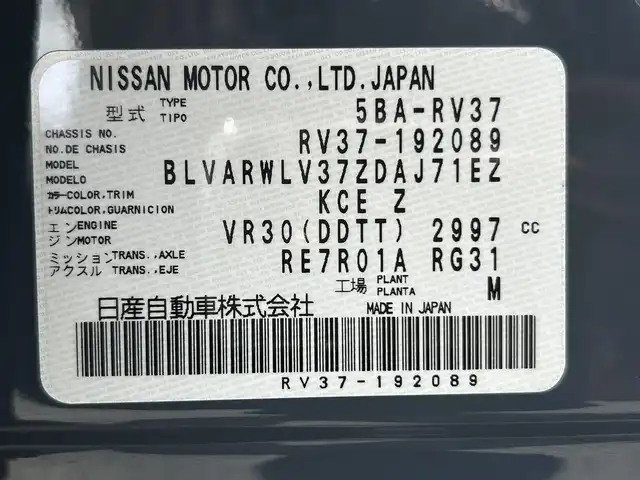 NISSAN MOTOR CO.,LTD.JAPAN
型式 TYPE TIPO 5BA-RV37
CHASSIS NO. NO.DE CHASIS RV37-192089
MODEL MODELO BLVARWLV37ZDAJ71EZ
カラーCOLOR,TRIM トリムCOLOR,GUARNICION KCE Z
エンジン ENGINE MOTOR VR30(DDTT) 2997 CC
ミッション アクスル TRANS.,AXLE TRANS.,EJE RE7R01A RG31
工場 PLANT PLANTA M
日産自動車株式会社 MADE IN JAPAN
RV37-192089